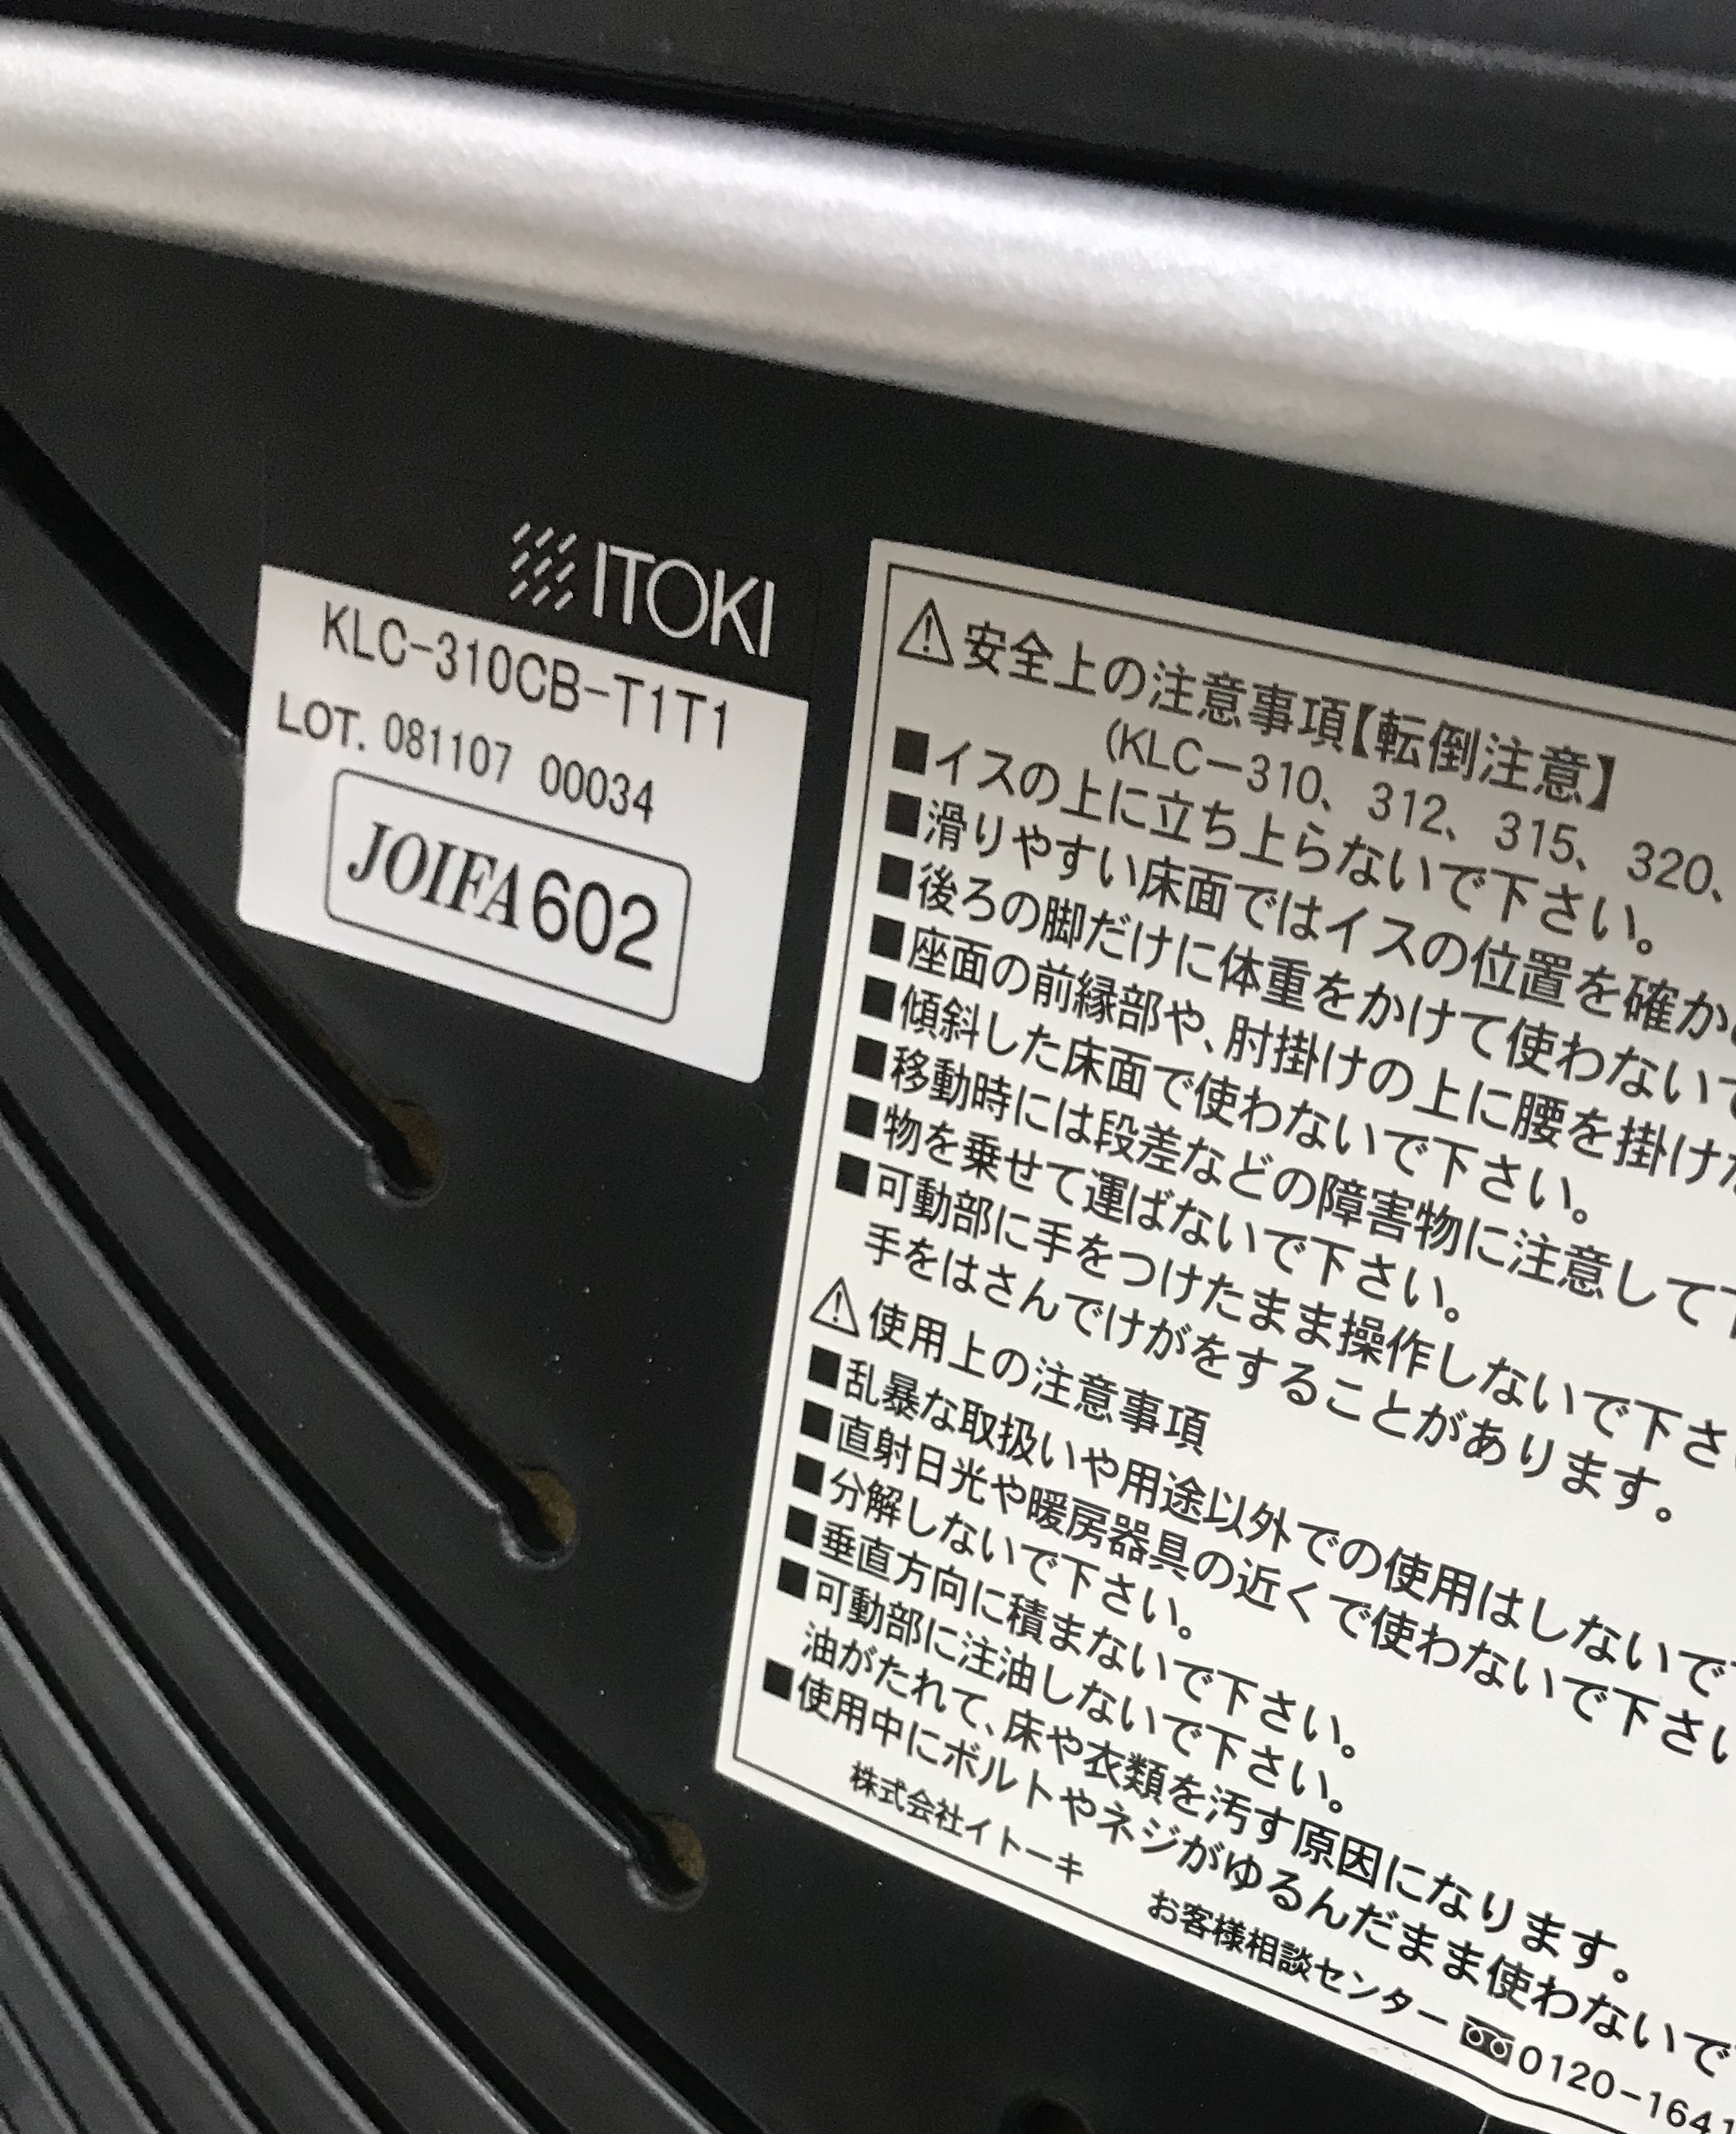 ITOKI
KLC-310CB-T1T1
LOT. 081107 00034
JOIFA602
⚠安全上の注意事項【転倒注意】
(KLCー310、312、315、320、
■イスの上に立ち上らないで下さい。
■滑りやすい床面ではイスの位置を確か
■後ろの脚だけに体重をかけて使わないで
■座面の前縁部や、肘掛けの上に腰を掛け
■傾斜した床面で使わないで下さい。
■移動時には段差などの障害物に注意して
■物を乗せて運ばないで下さい。
■可動部に手をつけたまま操作しないで下さ
手をはさんでけがをすることがあります。
⚠使用上の注意事項
■乱暴な取扱いや用途以外での使用はしないで
■直射日光や暖房器具の近くで使わないで下さい
■分解しないで下さい。
■垂直方向に積まないで下さい。
■可動部に注油しないで下さい。
油がたれて、床や衣類を汚す原因になります。
■使用中にボルトやネジがゆるんだまま使わないで
株式会社イトーキ お客様相談センター 0120-1641